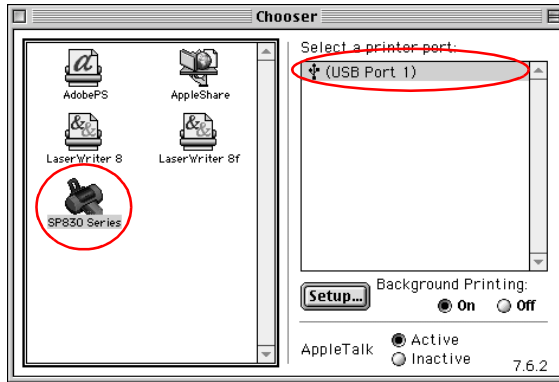 Chooser
AdobePS
AppleShare
LaserWriter 8
LaserWriter 8f
SP830 Series
Select a printer port:
(USB Port 1)
Setup...
Background Printing:
On
Off
AppleTalk
Active
Inactive
7.6.2